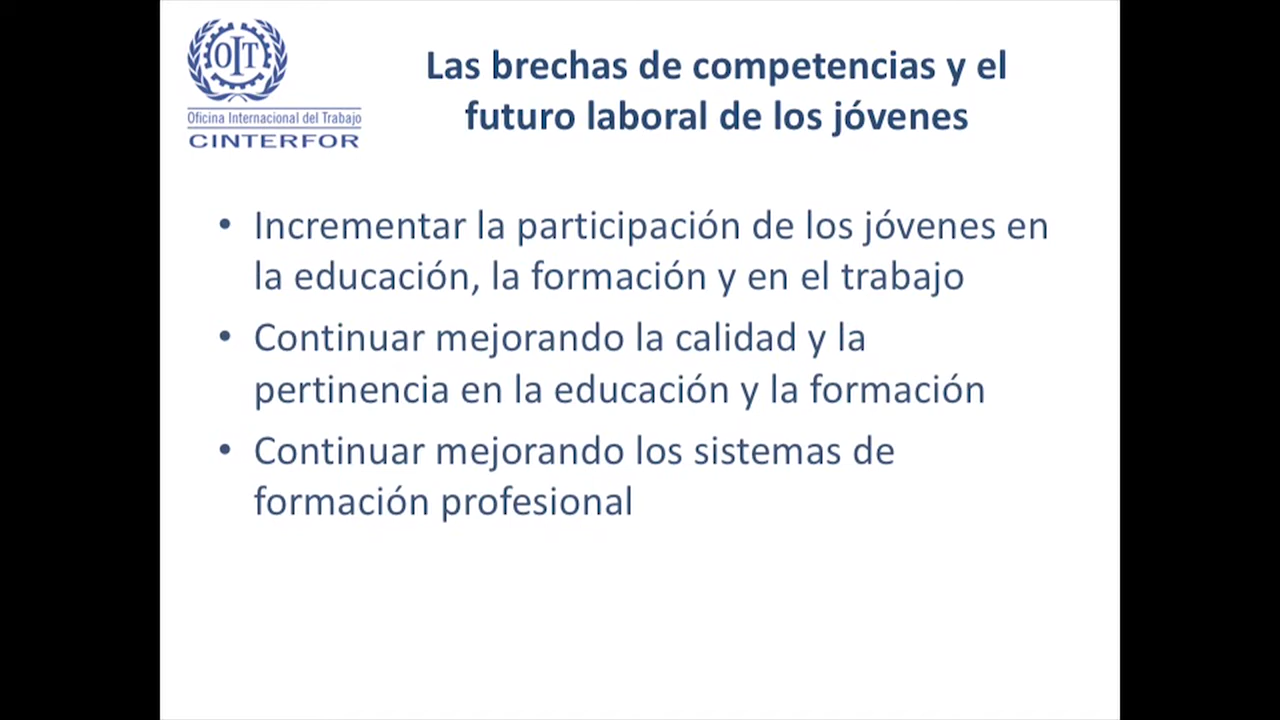 OIT
Oficina Internacional del Trabajo
CINTERFOR
Las brechas de competencias y el
futuro laboral de los jóvenes
• Incrementar la participación de los jóvenes en
la educación, la formación y en el trabajo
• Continuar mejorando la calidad y la
pertinencia en la educación y la formación
• Continuar mejorando los sistemas de
formación profesional